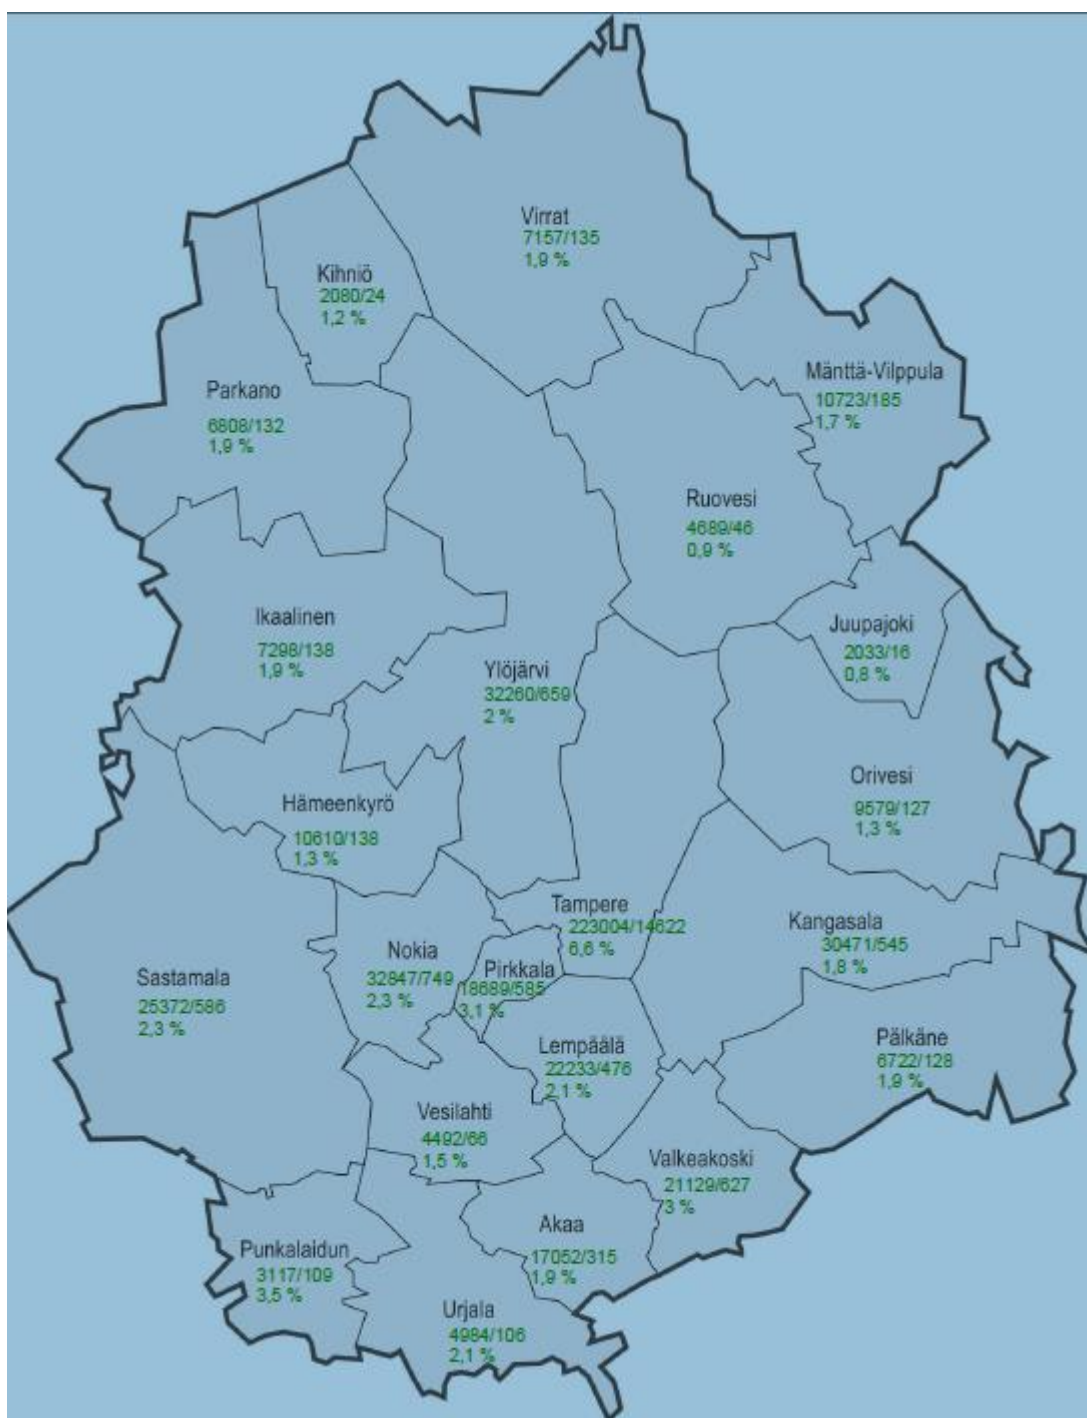 Virrat
7157/135
1,9 %
Kihniö
2080/24
1,2 %
Mänttä-Vilppula
10723/185
1,7 %
Parkano
6808/132
1,9 %
Ruovesi
4689/46
0,9 %
Ikaalinen
7298/138
1,9 %
Juupajoki
2033/16
0,8 %
Ylöjärvi
32260/659
2 %
Orivesi
9579/127
1,3 %
Hämeenkyrö
10610/138
1,3 %
Tampere
223004/14622
6,6 %
Kangasala
30471/545
1,8 %
Nokia
32847/749
2,3 %
Pirkkala
18689/585
3,1 %
Sastamala
25372/586
2,3 %
Lempäälä
22233/476
2,1 %
Pälkäne
6722/128
1,9 %
Vesilahti
4492/66
1,5 %
Valkeakoski
21129/627
3 %
Akaa
17052/315
1,9 %
Punkalaidun
3117/109
3,5 %
Urjala
4984/106
2,1 %